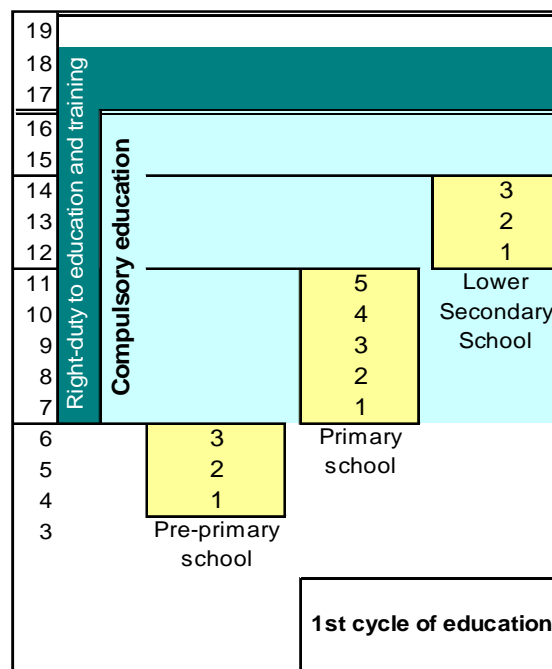 19
18
17
16
15
14
13
12
11
10
9
8
7
6
5
4
3
Right-duty to education and training
Compulsory education
3
2
1
Pre-primary
school
5
4
3
2
1
Primary
school
3
2
1
Lower
Secondary
School
1st cycle of education